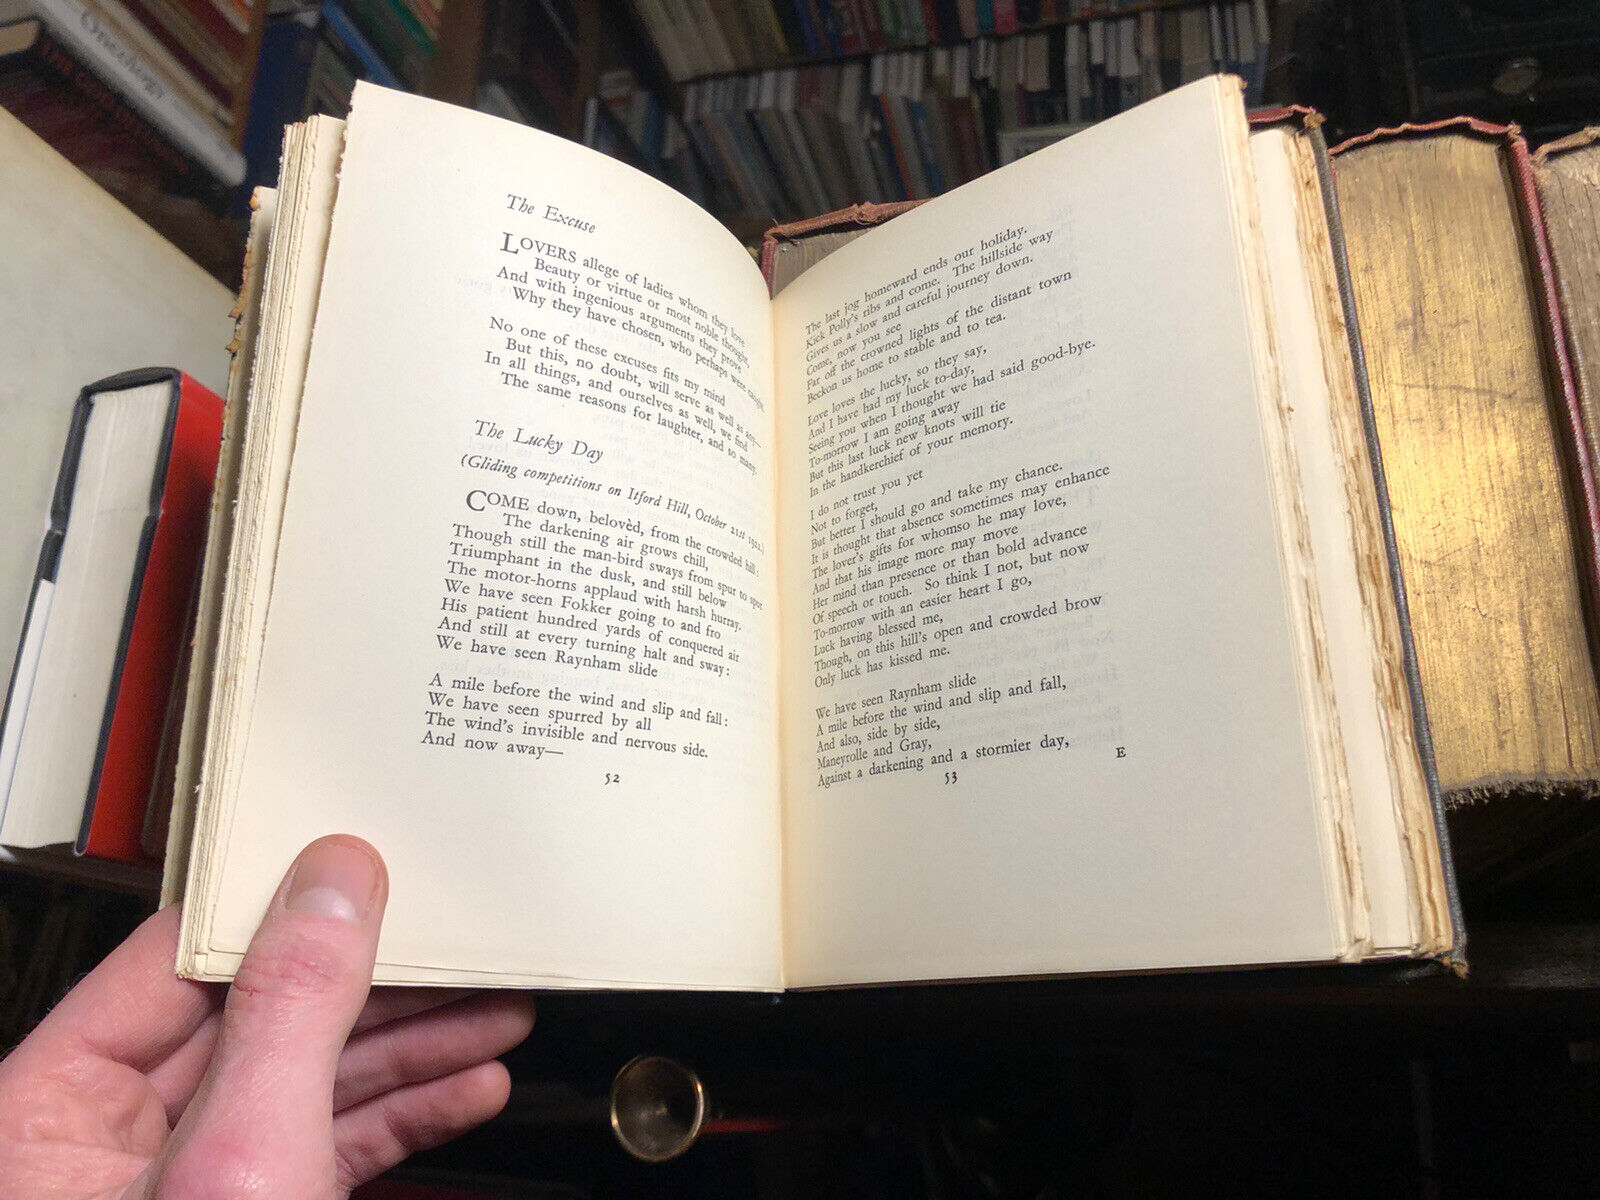 The Excuse
LOVERS allege of ladies whom they love
Beauty or virtue or most noble thought,
And with ingenious arguments they prove
Why they have chosen, who perhaps were caught.
No one of these excuses fits my mind
But this, no doubt, will serve as well as any—
In all things, and ourselves as well, we find
The same reasons for laughter, and so many.
The Lucky Day
(Gliding competitions on Itford Hill, October 21st 1922.)
COME down, belovèd, from the crowded hill:
The darkening air grows chill,
Though still the man-bird sways from spur to spur
Triumphant in the dusk, and still below
The motor-horns applaud with harsh hurray.
We have seen Fokker going to and fro
His patient hundred yards of conquered air
And still at every turning halt and sway:
We have seen Raynham slide
A mile before the wind and slip and fall:
We have seen spurred by all
The wind's invisible and nervous side.
And now away—
52
The last jog homeward ends our holiday.
Kick Polly's ribs and come. The hillside way
Gives us a slow and careful journey down.
Come, now you see
Far off the crowned lights of the distant town
Beckon us home to stable and to tea.
Love loves the lucky, so they say,
And I have had my luck to-day,
Seeing you when I thought we had said good-bye.
To-morrow I am going away
But this last luck new knots will tie
In the handkerchief of your memory.
I do not trust you yet
Not to forget,
But better I should go and take my chance.
It is thought that absence sometimes may enhance
The lover's gifts for whomso he may love,
And that his image more may move
Her mind than presence or than bold advance
Of speech or touch. So think I not, but now
To-morrow with an easier heart I go,
Luck having blessed me,
Though, on this hill's open and crowded brow
Only luck has kissed me.
We have seen Raynham slide
A mile before the wind and slip and fall,
And also, side by side,
Maneyrolle and Gray,
Against a darkening and a stormier day,
53
E